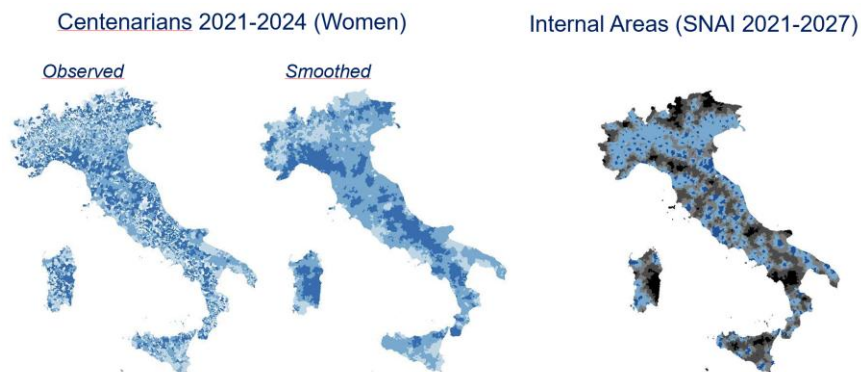 Centenarians 2021-2024 (Women)
Internal Areas (SNAI 2021-2027)
Observed
Smoothed